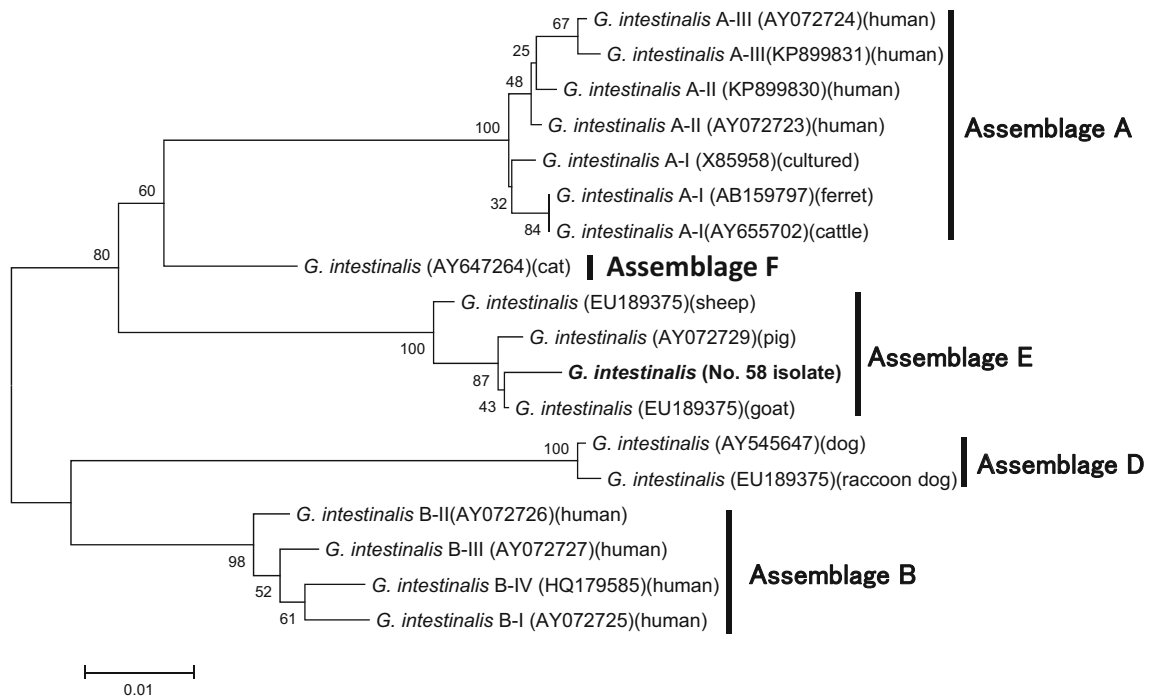 67
G. intestinalis A-III (AY072724)(human)
G. intestinalis A-III(KP899831)(human)
25
G. intestinalis A-II (KP899830)(human)
48
G. intestinalis A-II (AY072723)(human)
100
Assemblage A
G. intestinalis A-I (X85958)(cultured)
G. intestinalis A-I (AB159797)(ferret)
32
84
G. intestinalis A-I(AY655702)(cattle)
60
80
G. intestinalis (AY647264)(cat)
Assemblage F
G. intestinalis (EU189375)(sheep)
100
G. intestinalis (AY072729)(pig)
Assemblage E
87
G. intestinalis (No. 58 isolate)
43
G. intestinalis (EU189375)(goat)
100
G. intestinalis (AY545647)(dog)
Assemblage D
G. intestinalis (EU189375)(raccoon dog)
G. intestinalis B-II(AY072726)(human)
98
G. intestinalis B-III (AY072727)(human)
52
Assemblage B
G. intestinalis B-IV (HQ179585)(human)
61
G. intestinalis B-I (AY072725)(human)
0.01